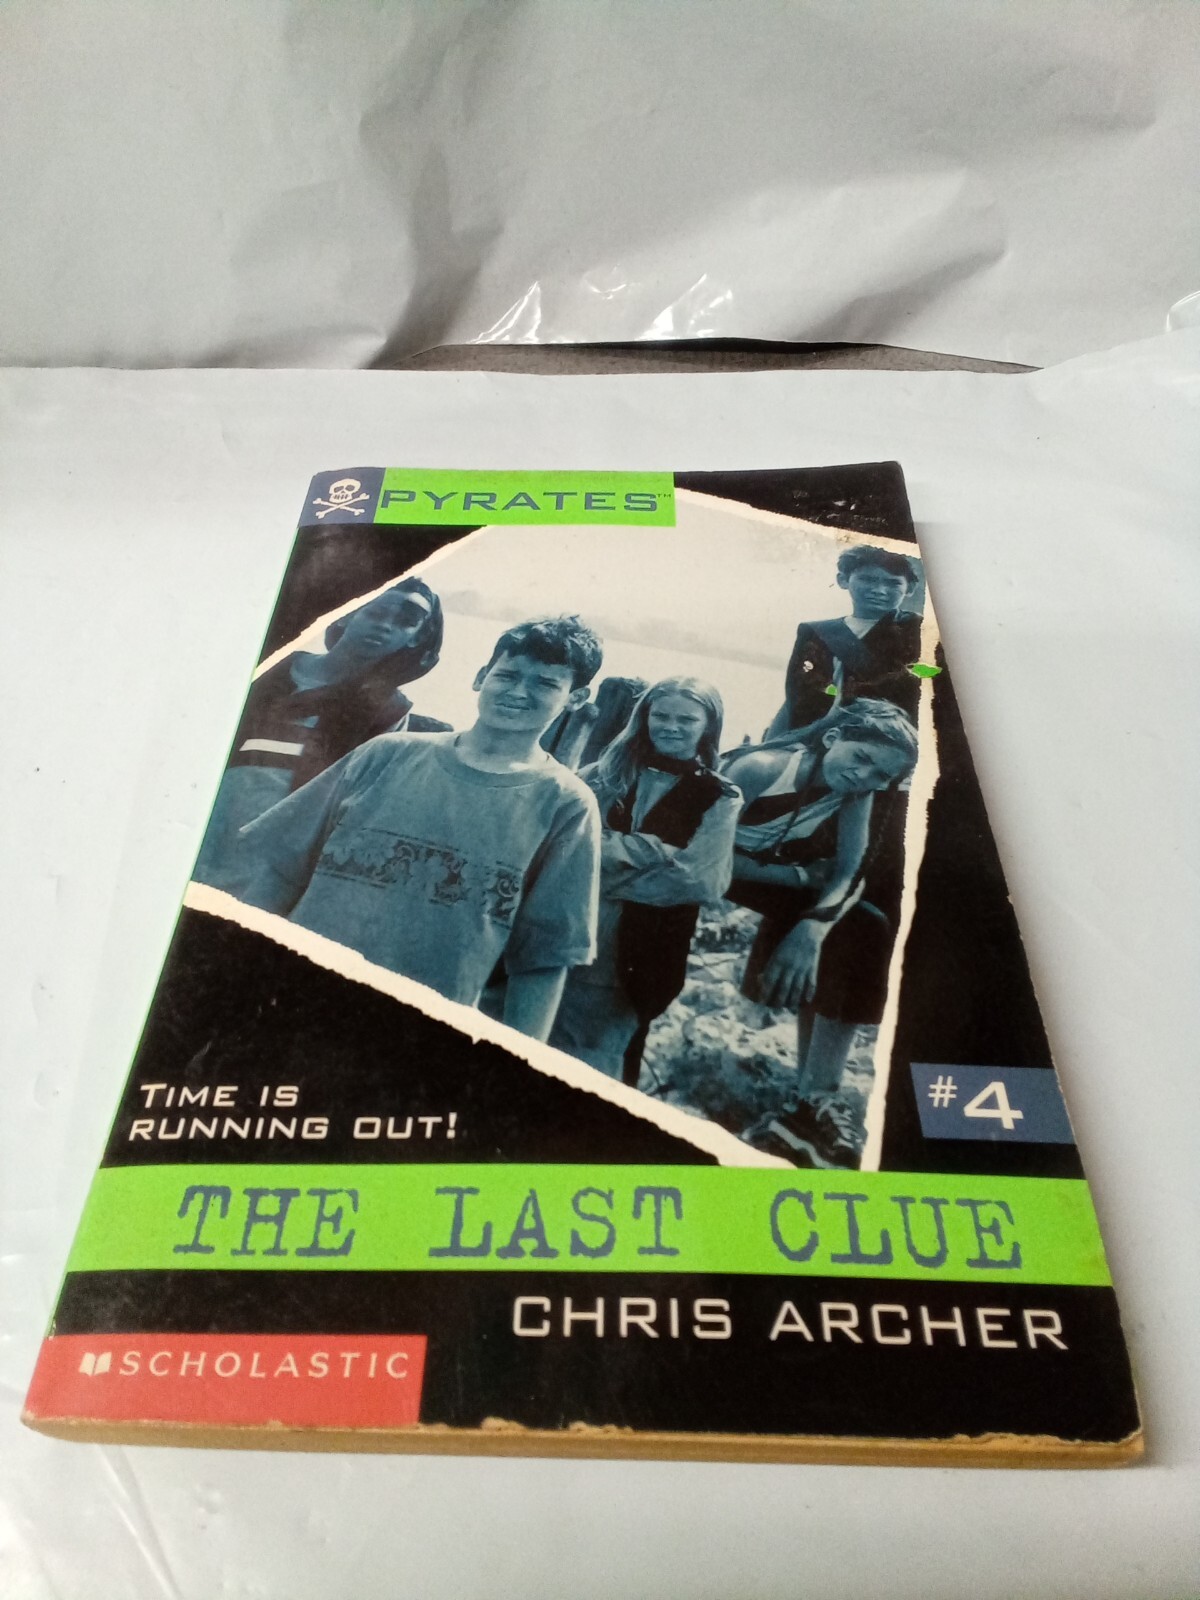 PYRATES™
#4
TIME IS
RUNNING OUT!
THE LAST CLUE
CHRIS ARCHER
SCHOLASTIC